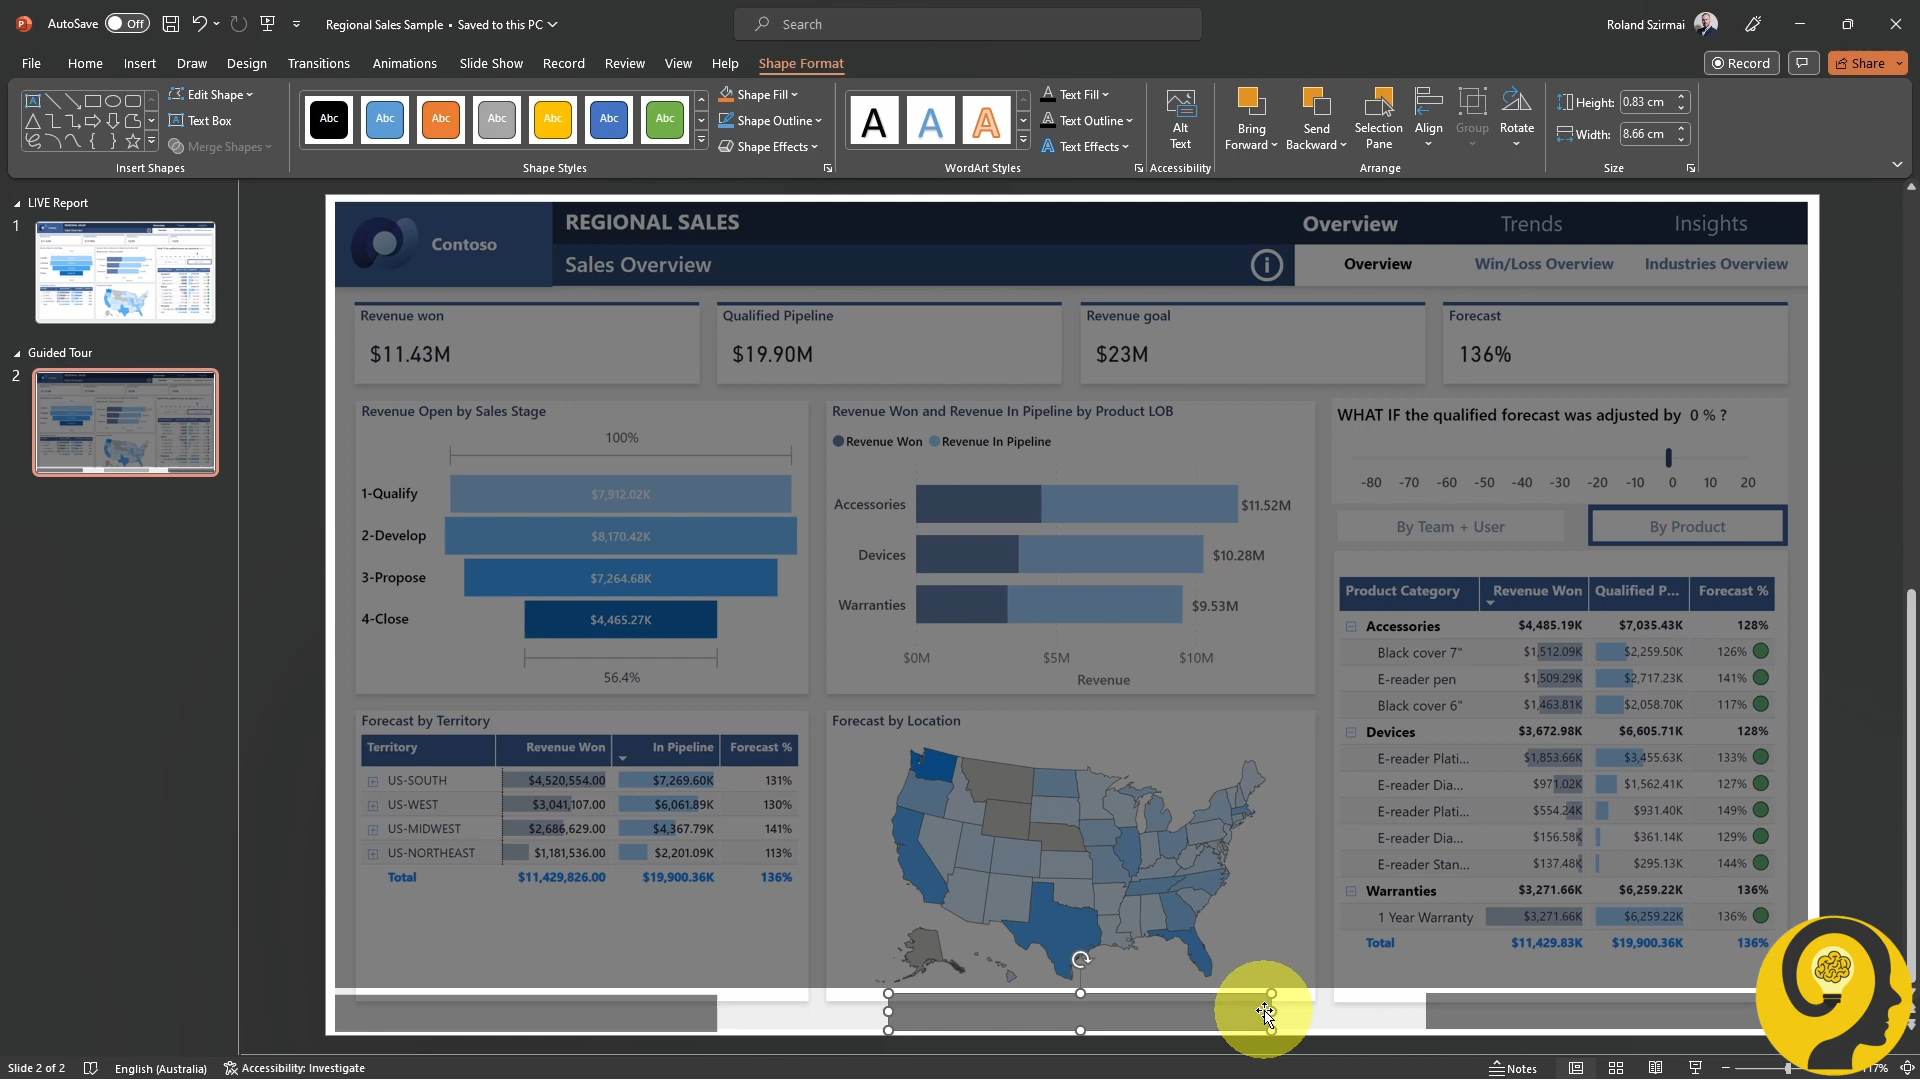 AutoSave Off
Regional Sales Sample • Saved to this PC
Search
Roland Szirmai
File Home Insert Draw Design Transitions Animations Slide Show Record Review View Help Shape Format
Record Share
Edit Shape
Text Box
Merge Shapes
Insert Shapes
Abc Abc Abc Abc Abc Abc Abc
Shape Fill
Shape Outline
Shape Effects
Shape Styles
A A A
Text Fill
Text Outline
Text Effects
WordArt Styles
Alt Text
Accessibility
Bring Forward
Send Backward
Selection Pane
Align
Group
Rotate
Arrange
Height: 0.83 cm
Width: 8.66 cm
Size
LIVE Report
1
Guided Tour
2
Contoso
REGIONAL SALES
Sales Overview
Overview Trends Insights
Overview Win/Loss Overview Industries Overview
Revenue won
$11.43M
Qualified Pipeline
$19.90M
Revenue goal
$23M
Forecast
136%
Revenue Open by Sales Stage
100%
1-Qualify $7,912.02K
2-Develop $8,170.42K
3-Propose $7,264.68K
4-Close $4,465.27K
56.4%
Revenue Won and Revenue In Pipeline by Product LOB
Revenue Won Revenue In Pipeline
Accessories $11.52M
Devices $10.28M
Warranties $9.53M
$0M $5M $10M
Revenue
WHAT IF the qualified forecast was adjusted by 0 % ?
-80 -70 -60 -50 -40 -30 -20 -10 0 10 20
By Team + User By Product
Product Category Revenue Won Qualified P... Forecast %
Accessories $4,485.19K $7,035.43K 128%
Black cover 7" $1,512.09K $2,259.50K 126%
E-reader pen $1,509.29K $2,717.23K 141%
Black cover 6" $1,463.81K $2,058.70K 117%
Devices $3,672.98K $6,605.71K 128%
E-reader Plati... $1,853.66K $3,455.63K 133%
E-reader Dia... $971.02K $1,562.41K 127%
E-reader Plati... $554.24K $931.40K 149%
E-reader Dia... $156.58K $361.14K 129%
E-reader Stan... $137.48K $295.13K 144%
Warranties $3,271.66K $6,259.22K 136%
1 Year Warranty $3,271.66K $6,259.22K 136%
Total $11,429.83K $19,900.36K 136%
Forecast by Territory
Territory Revenue Won In Pipeline Forecast %
US-SOUTH $4,520,554.00 $7,269.60K 131%
US-WEST $3,041,107.00 $6,061.89K 130%
US-MIDWEST $2,686,629.00 $4,367.79K 141%
US-NORTHEAST $1,181,536.00 $2,201.09K 113%
Total $11,429,826.00 $19,900.36K 136%
Forecast by Location
Slide 2 of 2
English (Australia)
Accessibility: Investigate
Notes